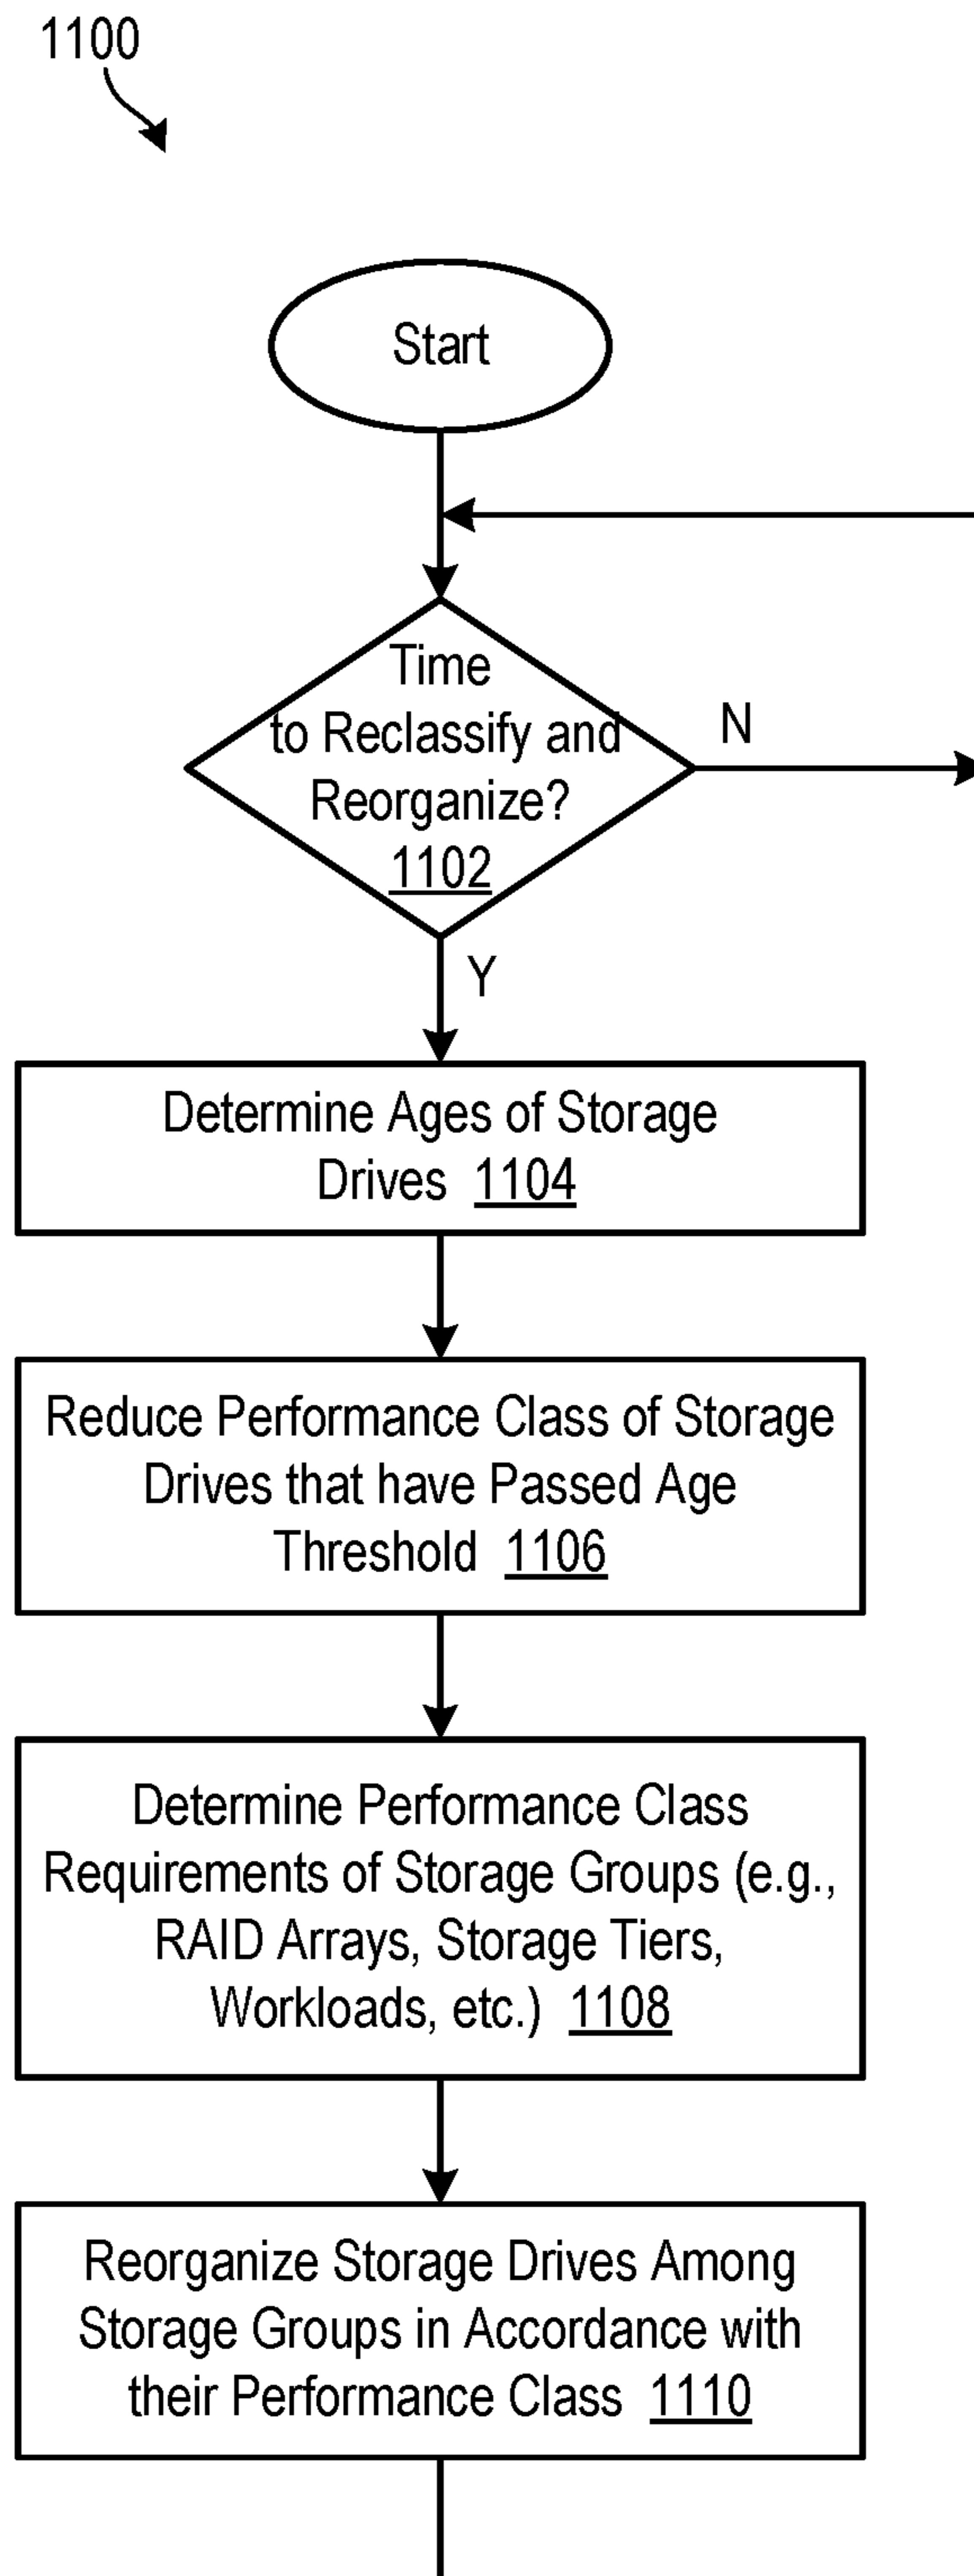 1100
Start
Time
to Reclassify and
Reorganize?
1102
N
Y
Determine Ages of Storage
Drives 1104
Reduce Performance Class of Storage
Drives that have Passed Age
Threshold 1106
Determine Performance Class
Requirements of Storage Groups (e.g.,
RAID Arrays, Storage Tiers,
Workloads, etc.) 1108
Reorganize Storage Drives Among
Storage Groups in Accordance with
their Performance Class 1110